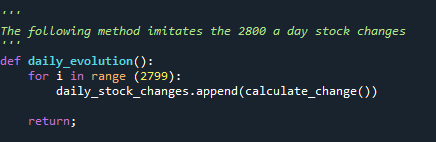 '''
The following method imitates the 2800 a day stock changes
'''
def daily_evolution():
    for i in range (2799):
        daily_stock_changes.append(calculate_change())
    return;